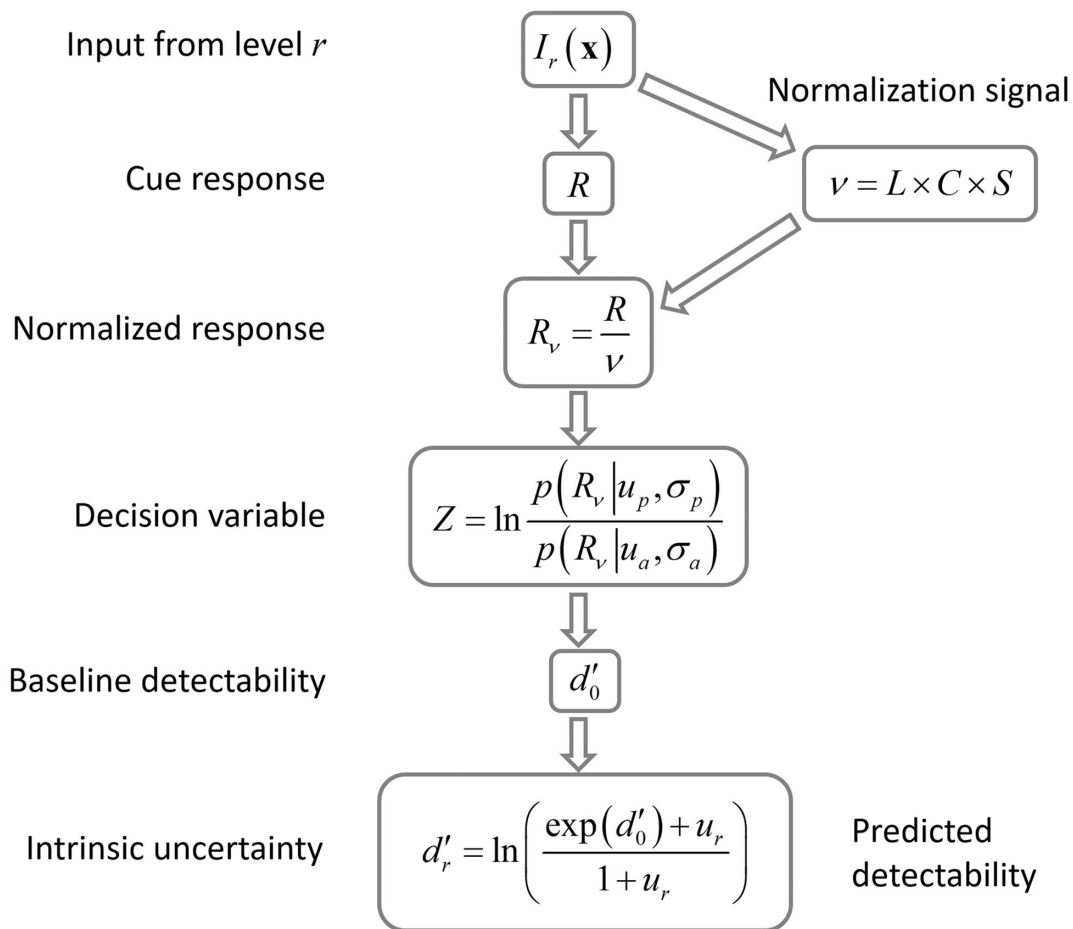 Input from level r
I_r(x)
Normalization signal
Cue response
R
ν = L × C × S
Normalized response
R_ν = R/ν
Decision variable
Z = ln p(R_ν|u_p,σ_p) / p(R_ν|u_a,σ_a)
Baseline detectability
d′_0
Intrinsic uncertainty
d′_r = ln((exp(d′_0)+u_r)/(1+u_r))
Predicted
detectability